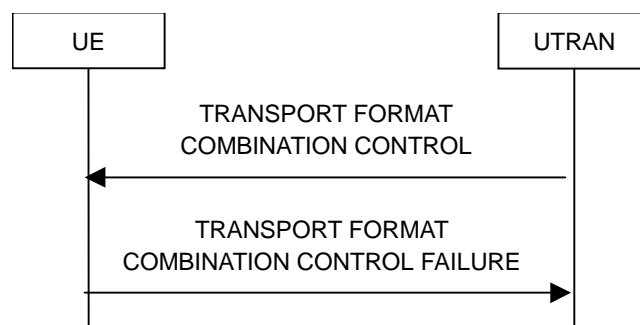 UE
UTRAN
TRANSPORT FORMAT
COMBINATION CONTROL
TRANSPORT FORMAT
COMBINATION CONTROL FAILURE